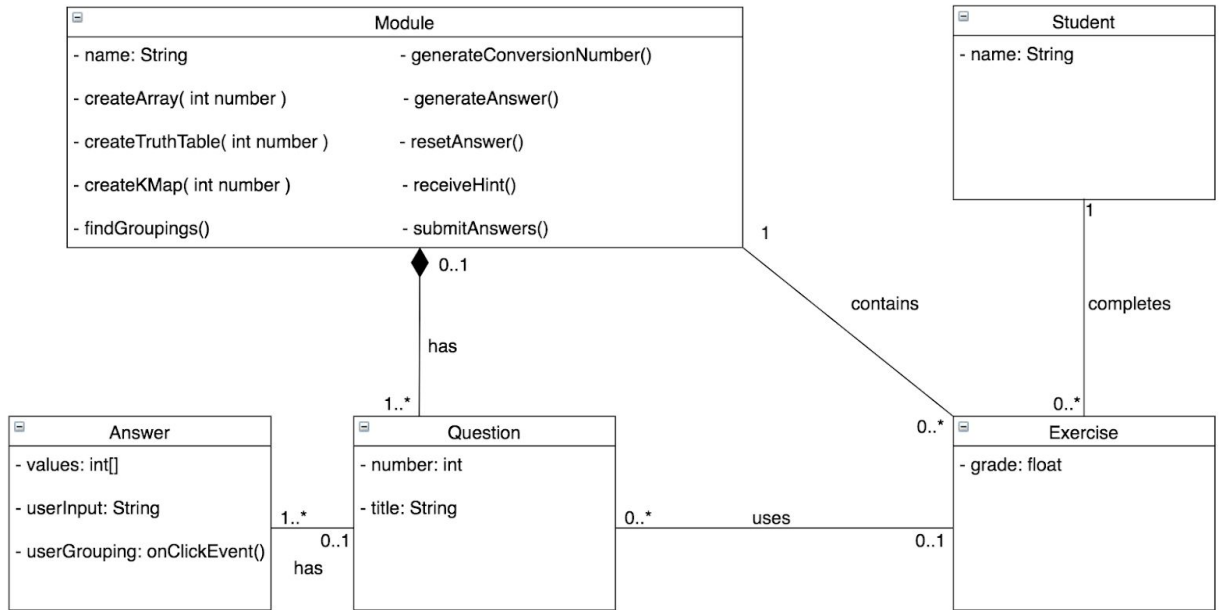 Module
- name: String
- createArray( int number )
- createTruthTable( int number )
- createKMap( int number )
- findGroupings()
- generateConversionNumber()
- generateAnswer()
- resetAnswer()
- receiveHint()
- submitAnswers()
Student
- name: String
0..1
has
1..*
1
contains
0..*
1
completes
0..*
Answer
- values: int[]
- userInput: String
- userGrouping: onClickEvent()
1..*
0..1
has
Question
- number: int
- title: String
0..*
uses
0..1
Exercise
- grade: float